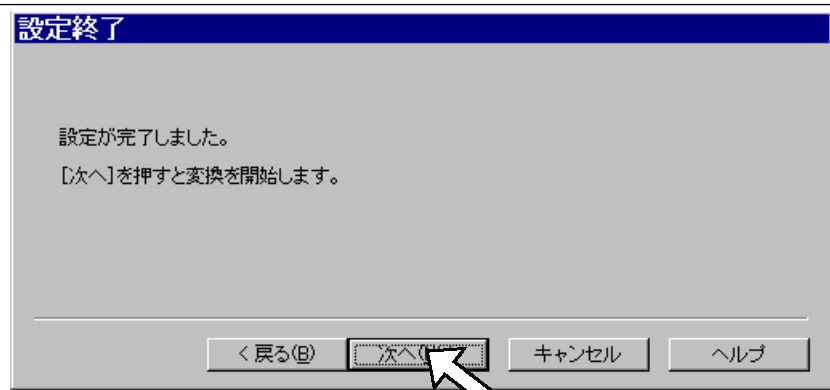 設定終了
設定が完了しました。
[次へ]を押すと変換を開始します。
< 戻る(B)
次へ(
キャンセル
ヘルプ